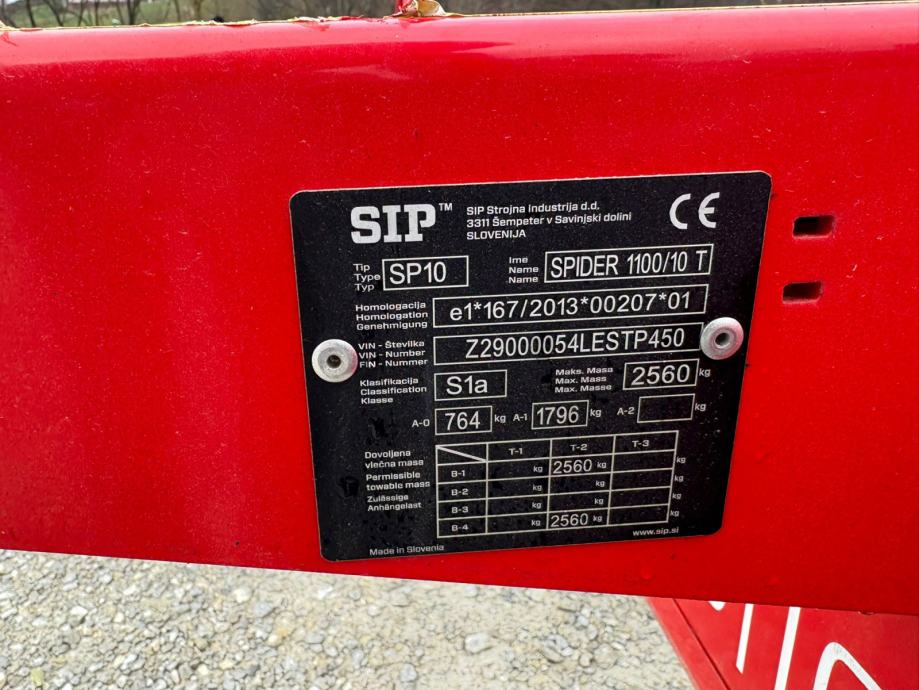 SIP™
SIP Strojna industrija d.d.
3311 Šempeter v Savinjski dolini
SLOVENIJA
CE
Tip
Type
Typ
SP10
Ime
Name
Name
SPIDER 1100/10 T
Homologacija
Homologation
Genehmigung
e1*167/2013*00207*01
VIN - Številka
VIN - Number
FIN - Nummer
Z29000054LESTP450
Klasifikacija
Classification
Klasse
S1a
Maks. Masa
Max. Mass
Max. Masse
2560 kg
A-0 764 kg A-1 1796 kg A-2 kg
Dovoljena
vlečna masa
Permissible
towable mass
Zulässige
Anhängelast
T-1 T-2 T-3
B-1 kg 2560 kg kg
B-2 kg kg kg
B-3 kg kg kg
B-4 kg 2560 kg kg
Made in Slovenia
www.sip.si